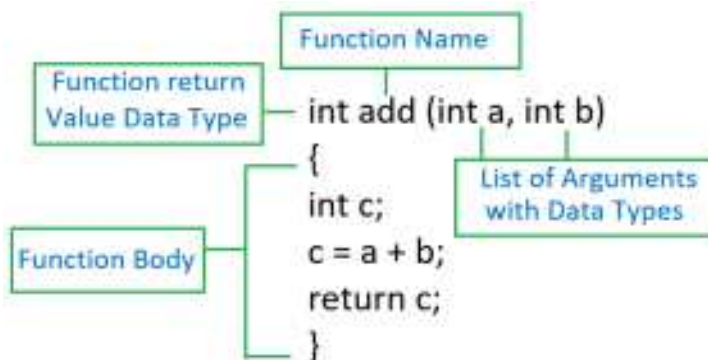 Function Name
Function return
Value Data Type
int add (int a, int b)
{
List of Arguments
with Data Types
int c;
Function Body
c = a + b;
return c;
}